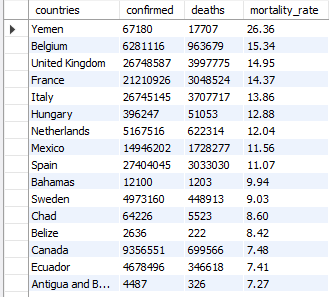 countries confirmed deaths mortality_rate
Yemen 67180 17707 26.36
Belgium 6281116 963679 15.34
United Kingdom 26748587 3997775 14.95
France 21210926 3048524 14.37
Italy 26745145 3707717 13.86
Hungary 396247 51053 12.88
Netherlands 5167516 622314 12.04
Mexico 14946202 1728277 11.56
Spain 27404045 3033030 11.07
Bahamas 12100 1203 9.94
Sweden 4973160 448913 9.03
Chad 64226 5523 8.60
Belize 2636 222 8.42
Canada 9356551 699566 7.48
Ecuador 4678496 346618 7.41
Antigua and B... 4487 326 7.27